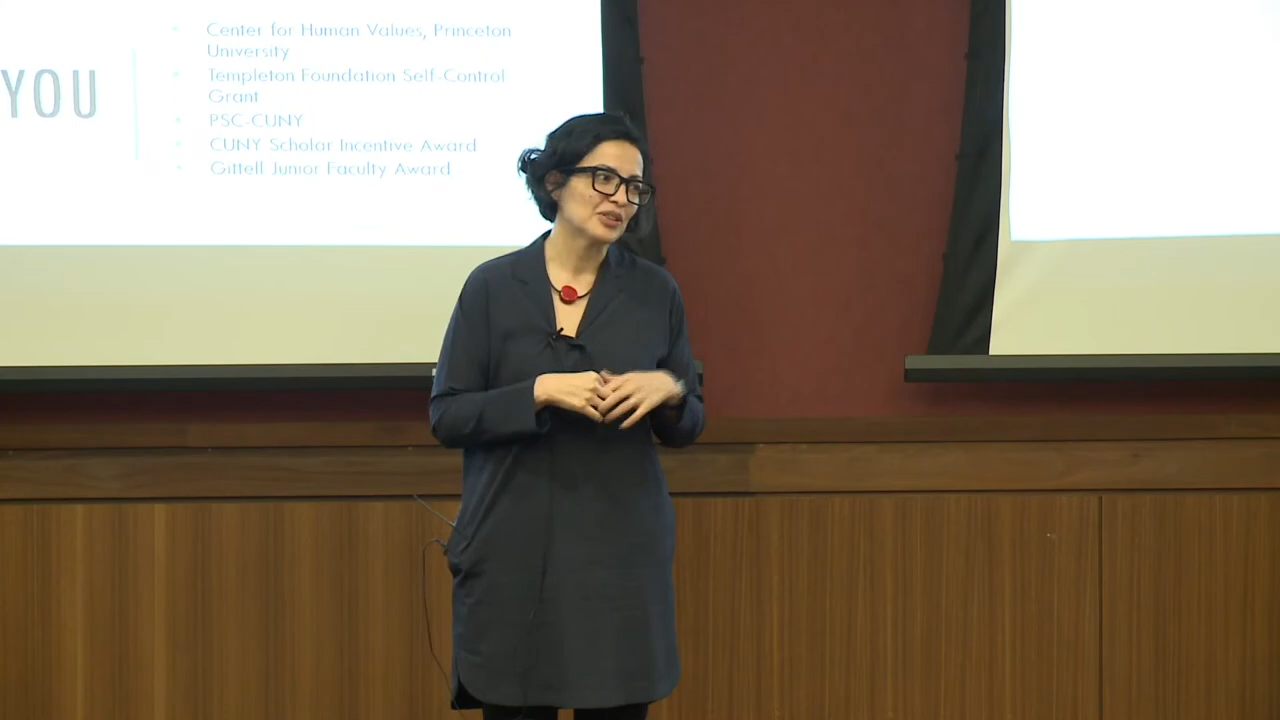 YOU
Center for Human Values, Princeton
University
Templeton Foundation Self-Control
Grant
PSC-CUNY
CUNY Scholar Incentive Award
Gittell Junior Faculty Award